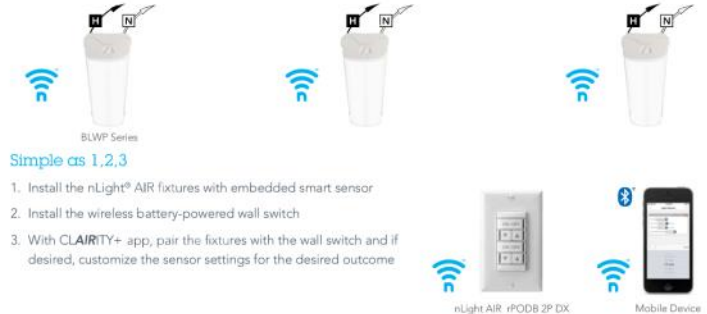 H N H N H N
n n n
BLWP Series
Simple as 1,2,3
1. Install the nLight® AIR fixtures with embedded smart sensor
2. Install the wireless battery-powered wall switch
3. With CLAIRITY+ app, pair the fixtures with the wall switch and if
desired, customize the sensor settings for the desired outcome
n n
nLight AIR rPODB 2P DX Mobile Device